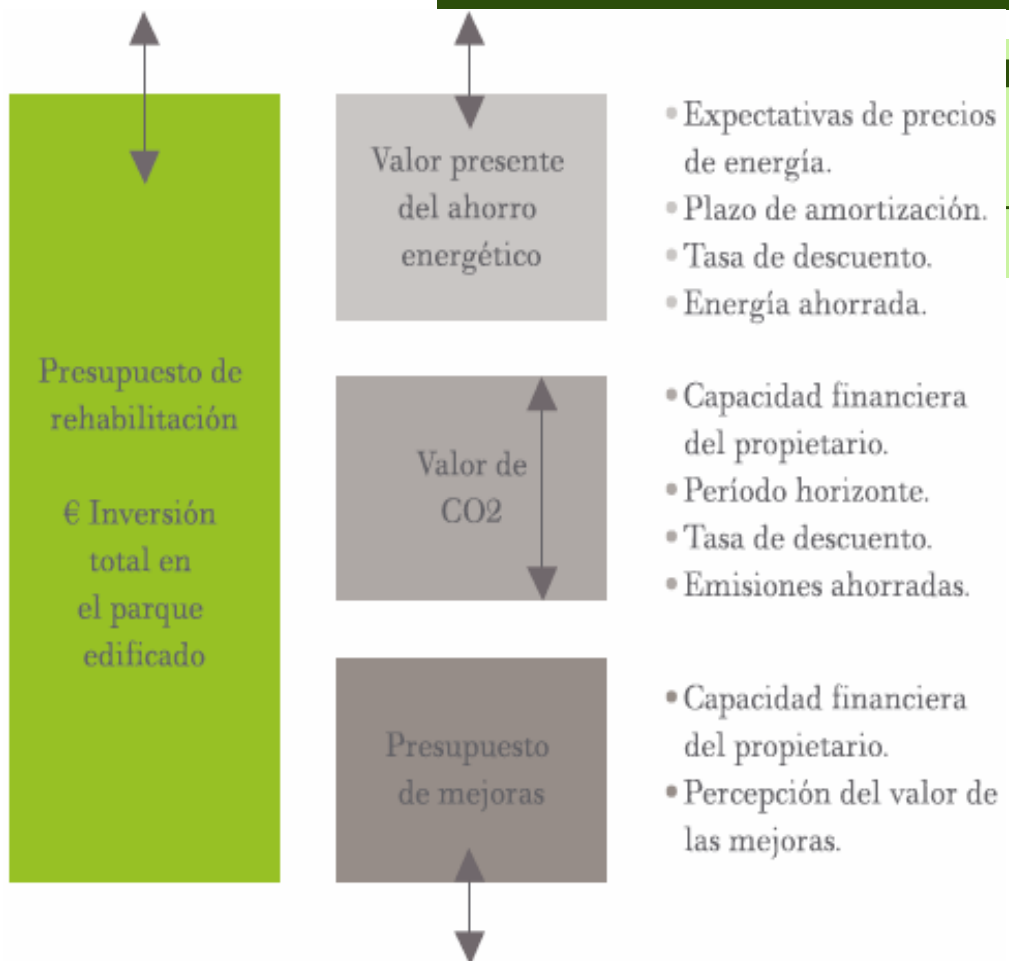 Presupuesto de
rehabilitación
€ Inversión
total en
el parque
edificado
Valor presente
del ahorro
energético
• Expectativas de precios
de energía.
• Plazo de amortización.
• Tasa de descuento.
• Energía ahorrada.
Valor de
CO2
• Capacidad financiera
del propietario.
• Período horizonte.
• Tasa de descuento.
• Emisiones ahorradas.
Presupuesto
de mejoras
• Capacidad financiera
del propietario.
• Percepción del valor de
las mejoras.